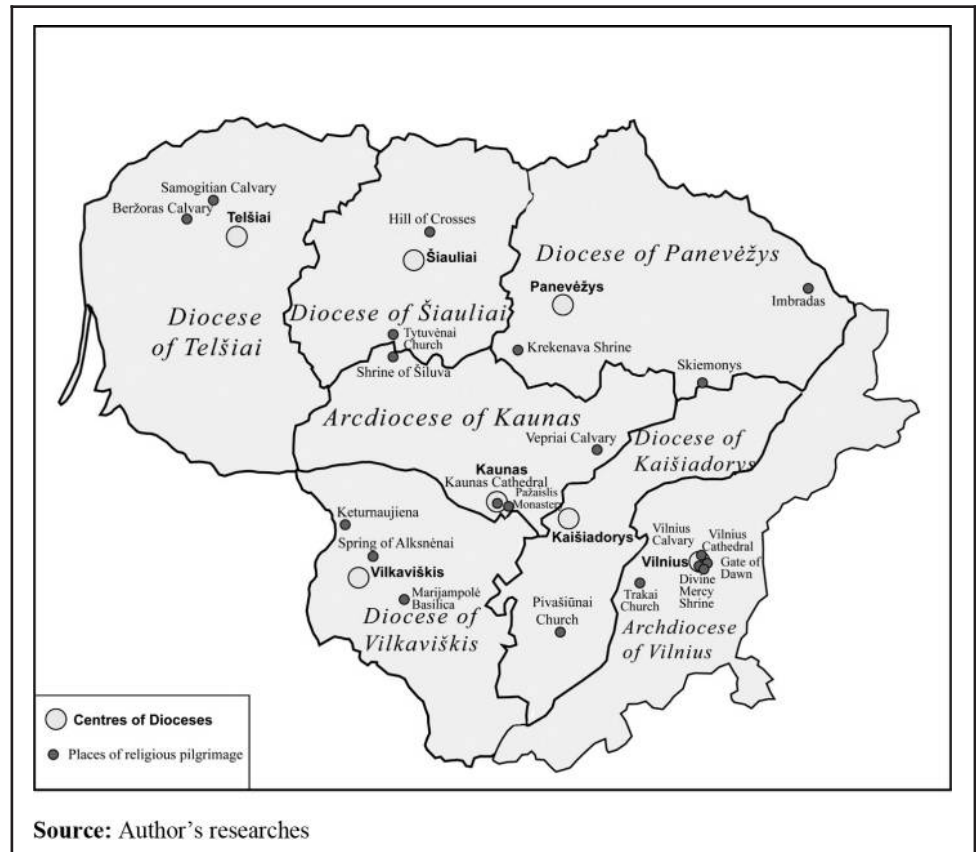 Samogitian Calvary
Beržoras Calvary
Telšiai
Diocese
of Telšiai
Hill of Crosses
Šiauliai
Diocese of Šiauliai
Tytuvėnai
Church
Shrine of Šiluva
Diocese of Panevėžys
Panevėžys
Imbradas
Krekenava Shrine
Skiemonys
Arcdiocese of Kaunas
Vepriai Calvary
Kaunas
Kaunas Cathedral
Pažaislis
Monastery
Diocese of
Kaišiadorys
Kaišiadorys
Keturnaujiena
Spring of Alksnėnai
Vilkaviškis
Marijampolė
Basilica
Diocese of
Vilkaviškis
Pivašiūnai
Church
Vilnius
Calvary
Vilnius
Cathedral
Vilnius
Gate of
Dawn
Divine
Mercy
Shrine
Trakai
Church
Archdiocese
of Vilnius
Centres of Dioceses
Places of religious pilgrimage
Source: Author's researches